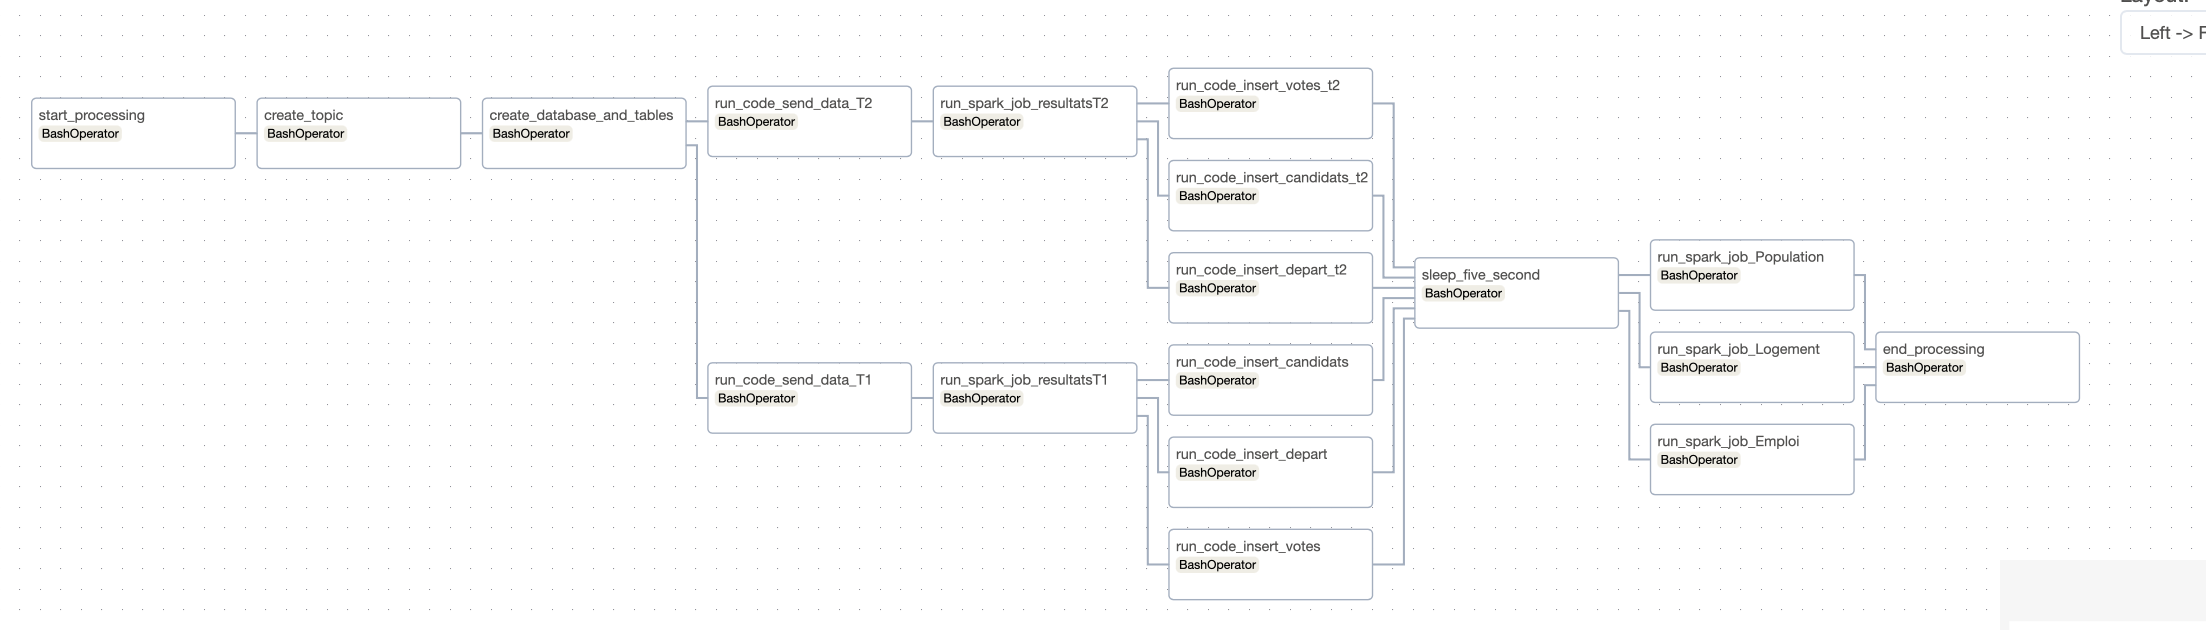 Left ->
start_processing
BashOperator
create_topic
BashOperator
create_database_and_tables
BashOperator
run_code_send_data_T2
BashOperator
run_spark_job_resultatsT2
BashOperator
run_code_insert_votes_t2
BashOperator
run_code_insert_candidats_t2
BashOperator
run_code_insert_depart_t2
BashOperator
run_code_send_data_T1
BashOperator
run_spark_job_resultatsT1
BashOperator
run_code_insert_candidats
BashOperator
run_code_insert_depart
BashOperator
run_code_insert_votes
BashOperator
sleep_five_second
BashOperator
run_spark_job_Population
BashOperator
run_spark_job_Logement
BashOperator
run_spark_job_Emploi
BashOperator
end_processing
BashOperator